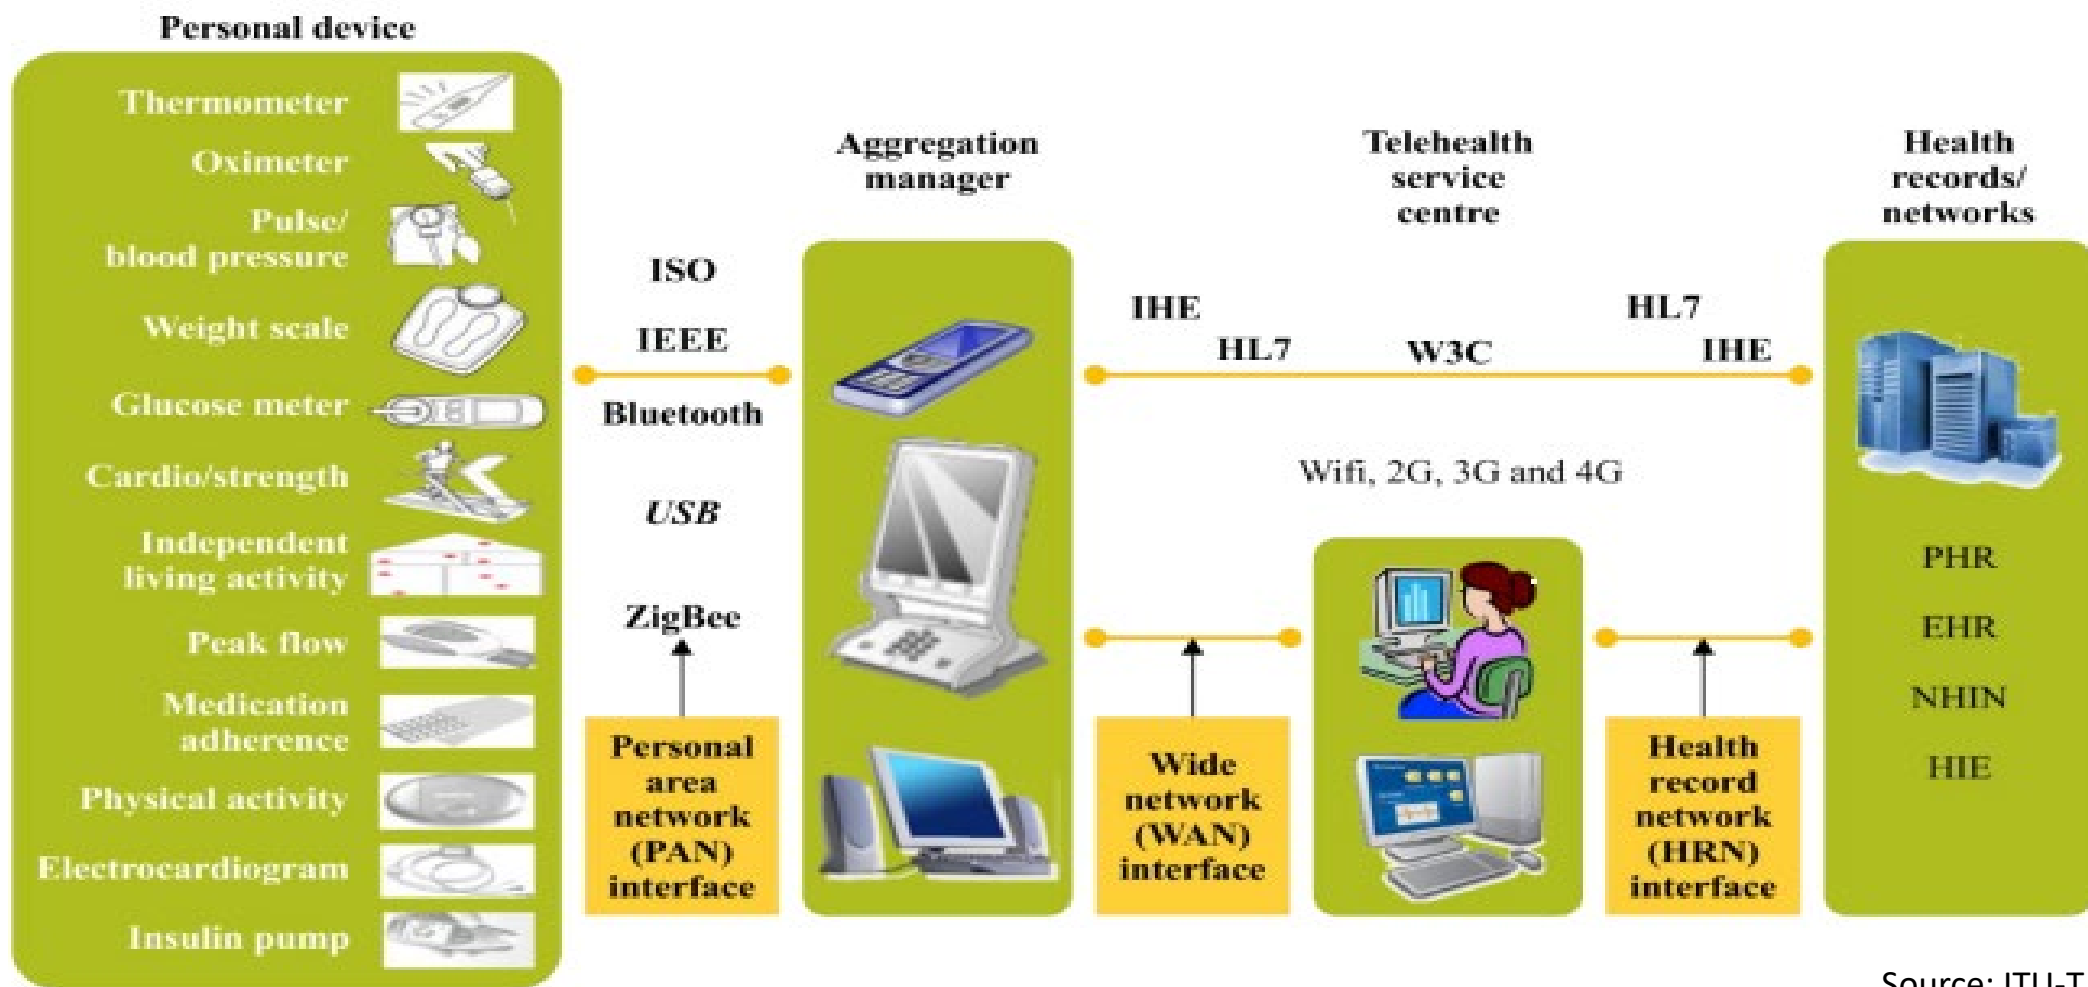 Personal device
Thermometer
Oximeter
Pulse/
blood pressure
Weight scale
Glucose meter
Cardio/strength
Independent
living activity
Peak flow
Medication
adherence
Physical activity
Electrocardiogram
Insulin pump
ISO
IEEE
Bluetooth
USB
ZigBee
Personal
area
network
(PAN)
interface
Aggregation
manager
Telehealth
service
centre
IHE
HL7
W3C
HL7
IHE
Wifi, 2G, 3G and 4G
Wide
network
(WAN)
interface
Health
record
network
(HRN)
interface
Health
records/
networks
PHR
EHR
NHIN
HIE
Source: ITU-T